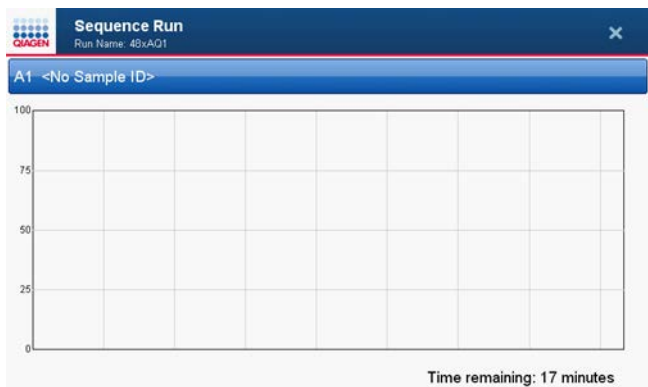 QIAGEN
Sequence Run
Run Name: 48xAQ1
A1 <No Sample ID>
100
75
50
25
0
Time remaining: 17 minutes